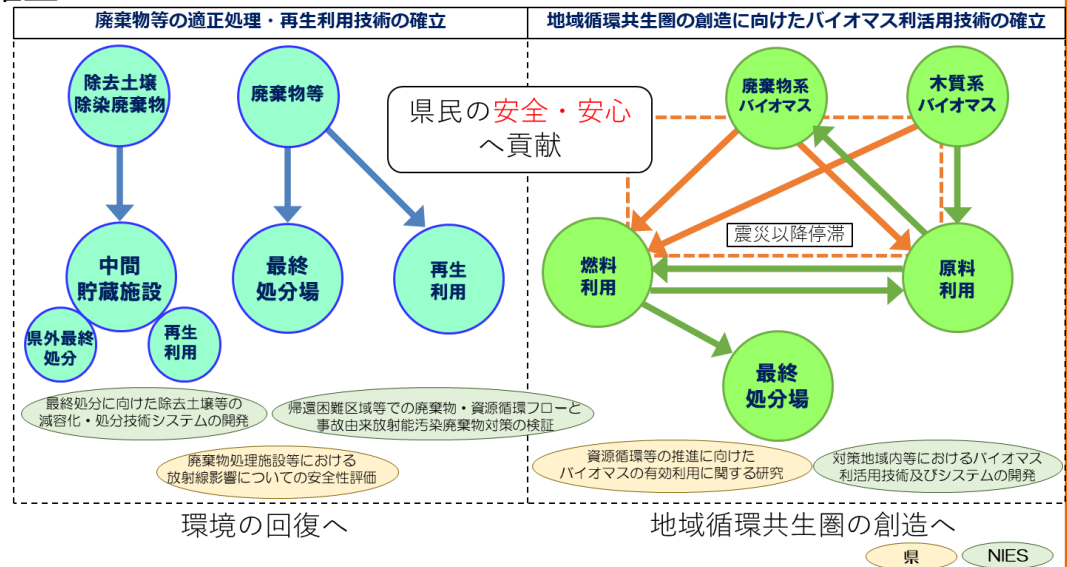 廃棄物等の適正処理・再生利用技術の確立
地域循環共生圏の創造に向けたバイオマス利活用技術の確立
除去土壌
除染廃棄物
廃棄物等
県民の安全・安心
へ貢献
廃棄物系
バイオマス
木質系
バイオマス
中間
貯蔵施設
県外最終
処分
再生
利用
最終
処分場
再生
利用
震災以降停滞
燃料
利用
原料
利用
最終
処分場
最終処分に向けた除去土壌等の
減容化・処分技術システムの開発
帰還困難区域等での廃棄物・資源循環フローと
事故由来放射能汚染廃棄物対策の検証
廃棄物処理施設等における
放射線影響についての安全性評価
資源循環等の推進に向けた
バイオマスの有効利用に関する研究
対策地域内等におけるバイオマス
利活用技術及びシステムの開発
環境の回復へ
地域循環共生圏の創造へ
県
NIES